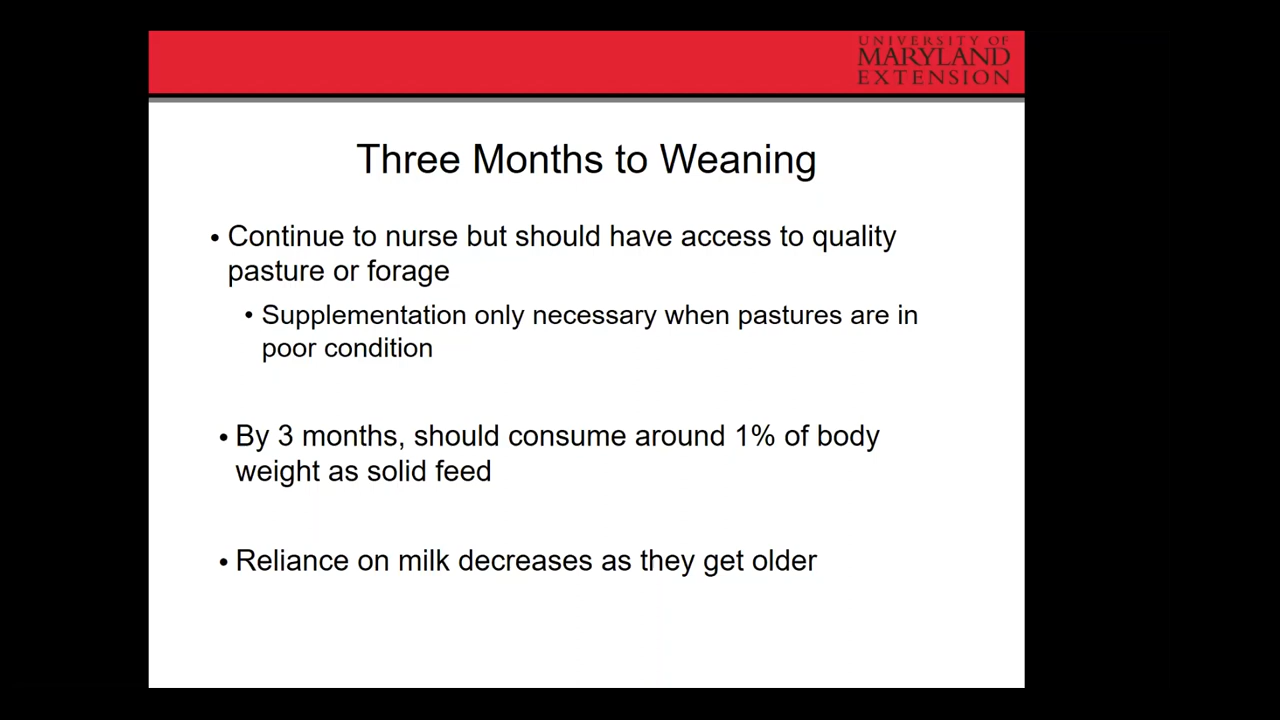 UNIVERSITY OF
MARYLAND
EXTENSION
Three Months to Weaning
• Continue to nurse but should have access to quality
pasture or forage
• Supplementation only necessary when pastures are in
poor condition
• By 3 months, should consume around 1% of body
weight as solid feed
• Reliance on milk decreases as they get older